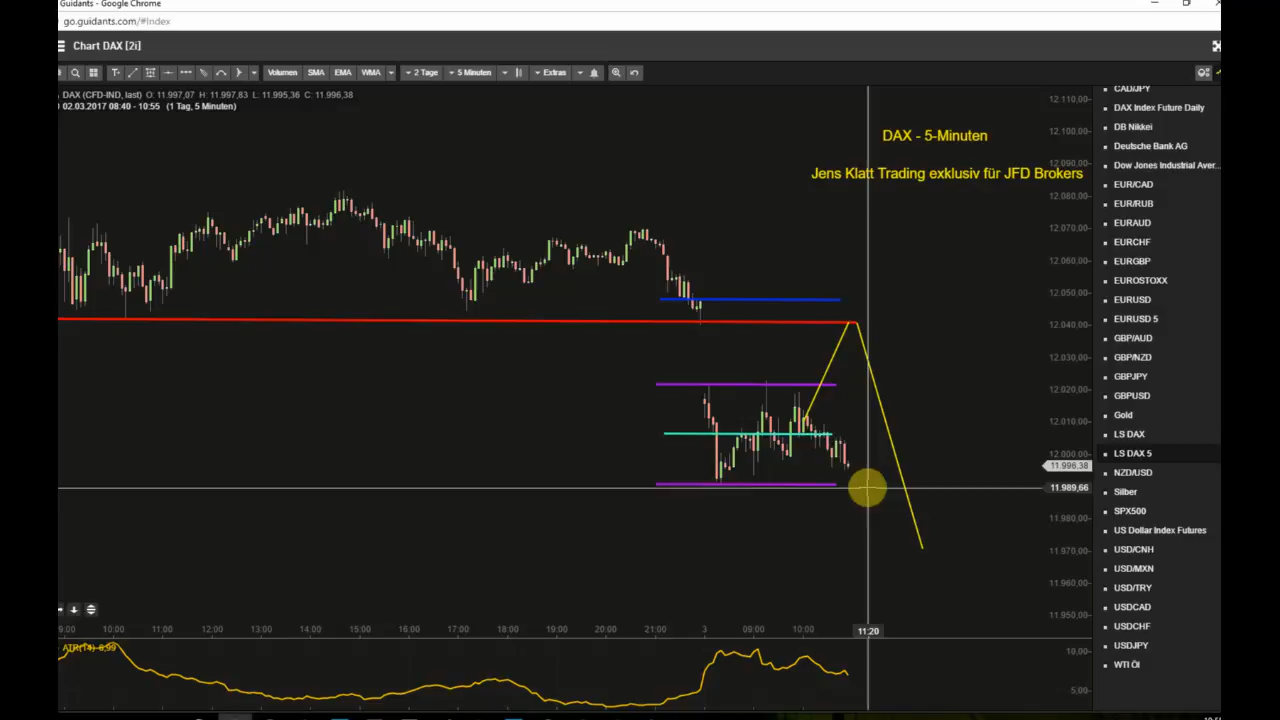 Guidants - Google Chrome
go.guidants.com/#Index
Chart DAX [2i]
Volumen SMA EMA WMA 2 Tage 5 Minuten Extras
DAX (CFD-IND, last) O: 11.997,07 H: 11.997,83 L: 11.995,36 C: 11.996,38
02.03.2017 08:40 - 10:55 (1 Tag, 5 Minuten)
DAX - 5-Minuten
Jens Klatt Trading exklusiv für JFD Brokers
12.110,00
12.100,00
12.090,00
12.080,00
12.070,00
12.060,00
12.050,00
12.040,00
12.030,00
12.020,00
12.010,00
12.000,00
11.996,38
11.989,66
11.980,00
11.970,00
11.960,00
11.950,00
CAD/JPY
DAX Index Future Daily
DB Nikkei
Deutsche Bank AG
Dow Jones Industrial Aver...
EUR/CAD
EUR/RUB
EURAUD
EURCHF
EURGBP
EUROSTOXX
EURUSD
EURUSD 5
GBP/AUD
GBP/NZD
GBPJPY
GBPUSD
Gold
LS DAX
LS DAX 5
NZD/USD
Silber
SPX500
US Dollar Index Futures
USD/CNH
USD/MXN
USD/TRY
USDCAD
USDCHF
USDJPY
WTI Öl
9:00 10:00 11:00 12:00 13:00 14:00 15:00 16:00 17:00 18:00 19:00 20:00 21:00 3 09:00 10:00 11:20
ATR(14) 6,99
10,00
5,00